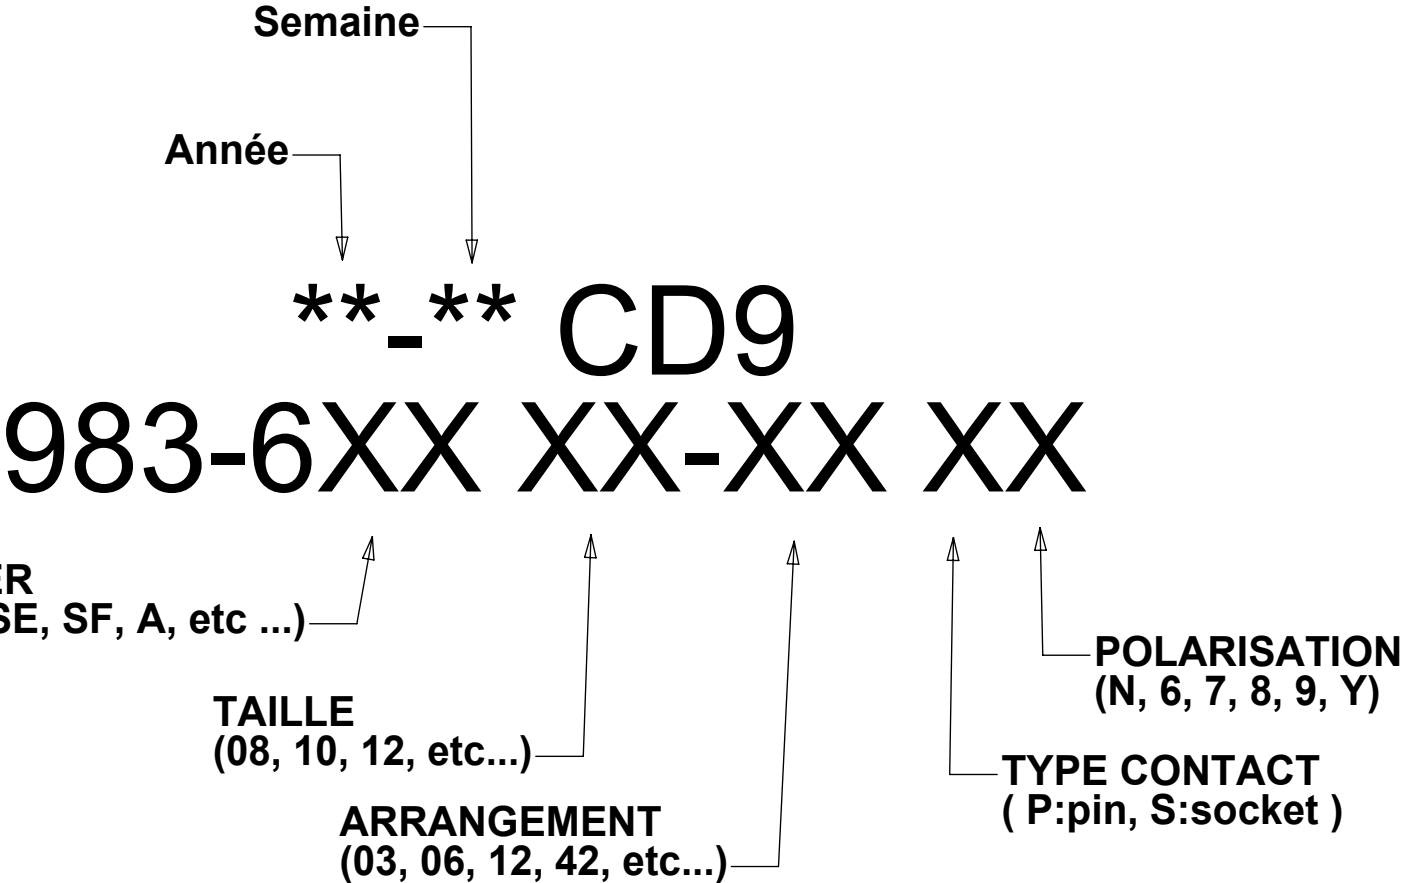 Semaine
Année
**-** CD9
983-6XX XX-XX XX
ER
SE, SF, A, etc ...)
POLARISATION
(N, 6, 7, 8, 9, Y)
TAILLE
(08, 10, 12, etc...)
TYPE CONTACT
( P:pin, S:socket )
ARRANGEMENT
(03, 06, 12, 42, etc...)